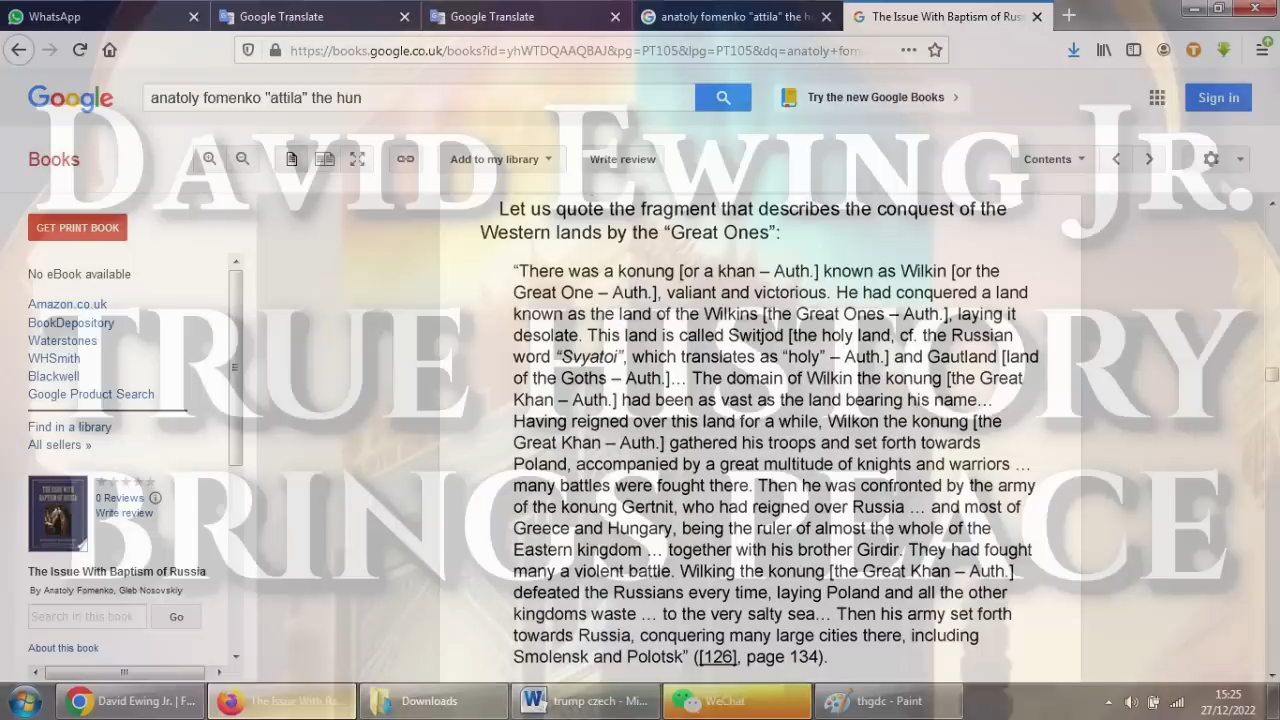 WhatsApp
Google Translate
Google Translate
anatoly fomenko "attila" the h
The Issue With Baptism of Rus
https://books.google.co.uk/books?id=yhWTDQAAQBAJ&pg=PT105&lpg=PT105&dq=anatoly+fom
Google
anatoly fomenko "attila" the hun
Try the new Google Books
Sign in
DAVID EWING JR.
TRUE HISTORY
BRINGS PEACE
Books
Add to my library
Write review
Contents
GET PRINT BOOK
No eBook available
Amazon.co.uk
BookDepository
Waterstones
WHSmith
Blackwell
Google Product Search
Find in a library
All sellers »
0 Reviews
Write review
The Issue With Baptism of Russia
By Anatoly Fomenko, Gleb Nosovskiy
Search in this book
Go
About this book
Let us quote the fragment that describes the conquest of the
Western lands by the “Great Ones”:
“There was a konung [or a khan – Auth.] known as Wilkin [or the
Great One – Auth.], valiant and victorious. He had conquered a land
known as the land of the Wilkins [the Great Ones – Auth.], laying it
desolate. This land is called Switjod [the holy land, cf. the Russian
word “Svyatoi”, which translates as “holy” – Auth.] and Gautland [land
of the Goths – Auth.]… The domain of Wilkin the konung [the Great
Khan – Auth.] had been as vast as the land bearing his name…
Having reigned over this land for a while, Wilkon the konung [the
Great Khan – Auth.] gathered his troops and set forth towards
Poland, accompanied by a great multitude of knights and warriors …
many battles were fought there. Then he was confronted by the army
of the konung Gertnit, who had reigned over Russia … and most of
Greece and Hungary, being the ruler of almost the whole of the
Eastern kingdom … together with his brother Girdir. They had fought
many a violent battle. Wilking the konung [the Great Khan – Auth.]
defeated the Russians every time, laying Poland and all the other
kingdoms waste … to the very salty sea… Then his army set forth
towards Russia, conquering many large cities there, including
Smolensk and Polotsk” ([126], page 134).
David Ewing Jr. | F...
The Issue With Ba...
Downloads
trump czech - Mi...
WeChat
thgdc - Paint
15:25
27/12/2022